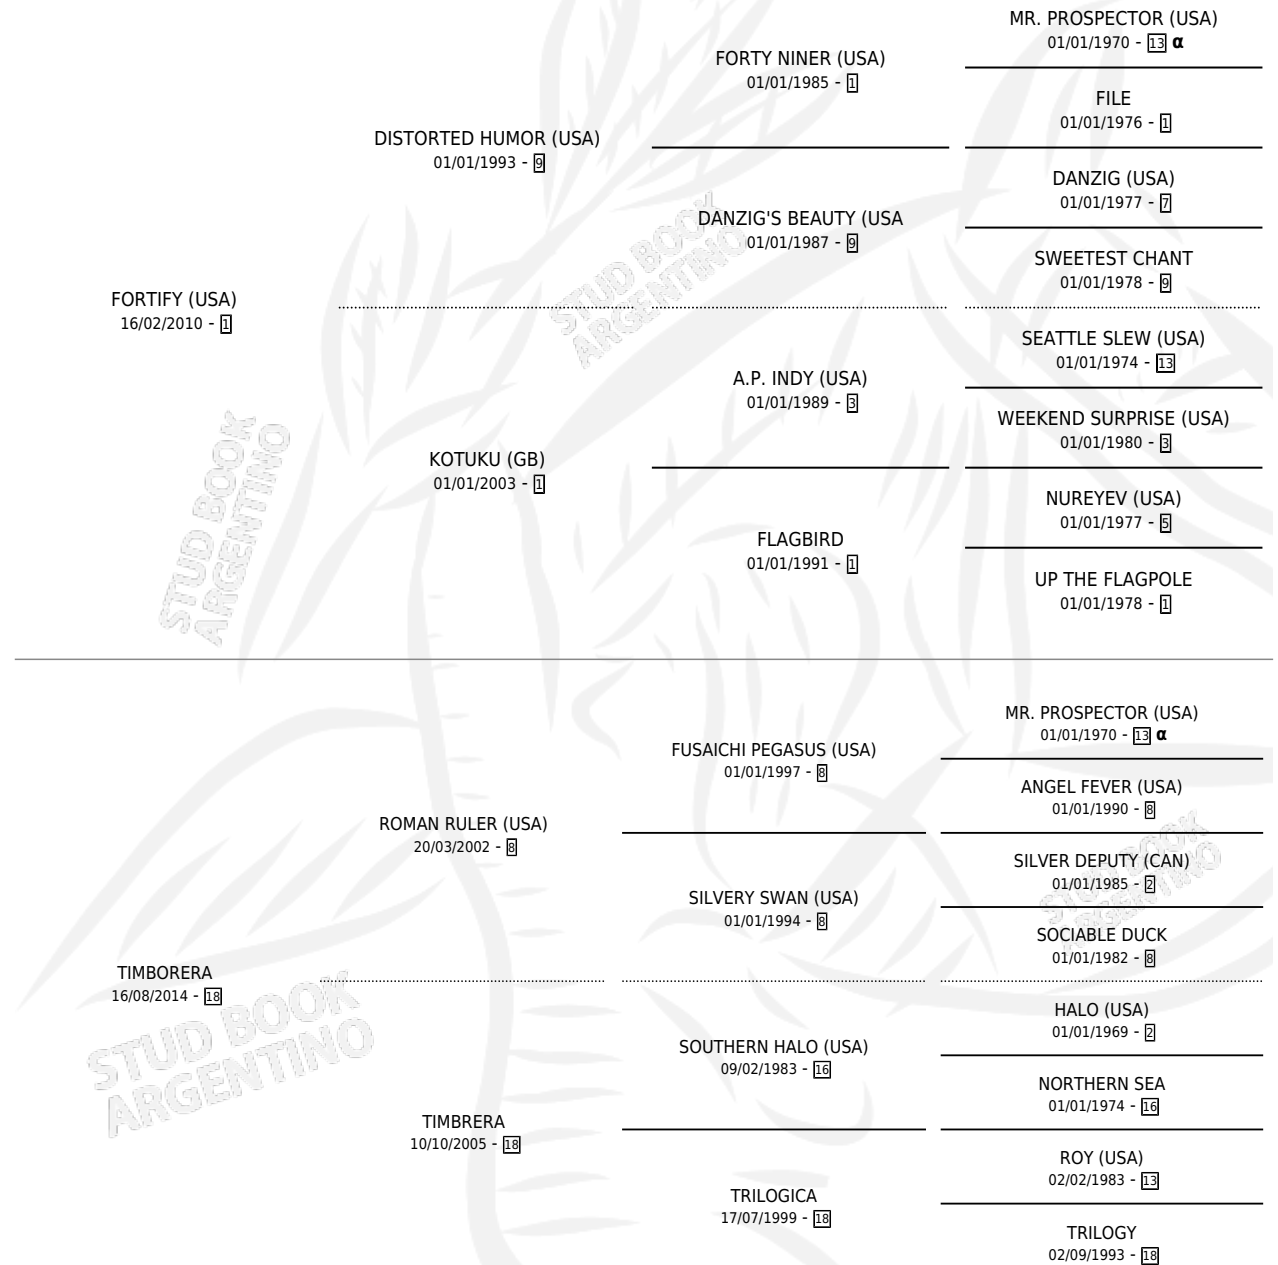 MR. PROSPECTOR (USA)
01/01/1970 - 13 α
FORTY NINER (USA)
01/01/1985 - 1
FILE
01/01/1976 - 1
DISTORTED HUMOR (USA)
01/01/1993 - 9
DANZIG (USA)
01/01/1977 - 7
DANZIG'S BEAUTY (USA
01/01/1987 - 9
SWEETEST CHANT
01/01/1978 - 9
FORTIFY (USA)
16/02/2010 - 1
SEATTLE SLEW (USA)
01/01/1974 - 13
A.P. INDY (USA)
01/01/1989 - 3
WEEKEND SURPRISE (USA)
01/01/1980 - 3
KOTUKU (GB)
01/01/2003 - 1
NUREYEV (USA)
01/01/1977 - 5
FLAGBIRD
01/01/1991 - 1
UP THE FLAGPOLE
01/01/1978 - 1
MR. PROSPECTOR (USA)
01/01/1970 - 13 α
FUSAICHI PEGASUS (USA)
01/01/1997 - 8
ANGEL FEVER (USA)
01/01/1990 - 8
ROMAN RULER (USA)
20/03/2002 - 8
SILVER DEPUTY (CAN)
01/01/1985 - 2
SILVERY SWAN (USA)
01/01/1994 - 8
SOCIABLE DUCK
01/01/1982 - 8
TIMBORERA
16/08/2014 - 18
HALO (USA)
01/01/1969 - 2
SOUTHERN HALO (USA)
09/02/1983 - 16
NORTHERN SEA
01/01/1974 - 16
TIMBRERA
10/10/2005 - 18
ROY (USA)
02/02/1983 - 13
TRILOGICA
17/07/1999 - 18
TRILOGY
02/09/1993 - 18
STUD BOOK
ARGENTINO
STUD BOOK
ARGENTINO
STUD BOOK
ARGENTINO
STUD BOOK
ARGENTINO